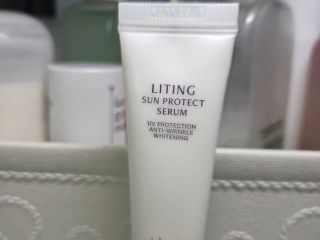 LITING
SUN PROTECT
SERUM
UV PROTECTION
ANTI-WRINKLE
WHITENING